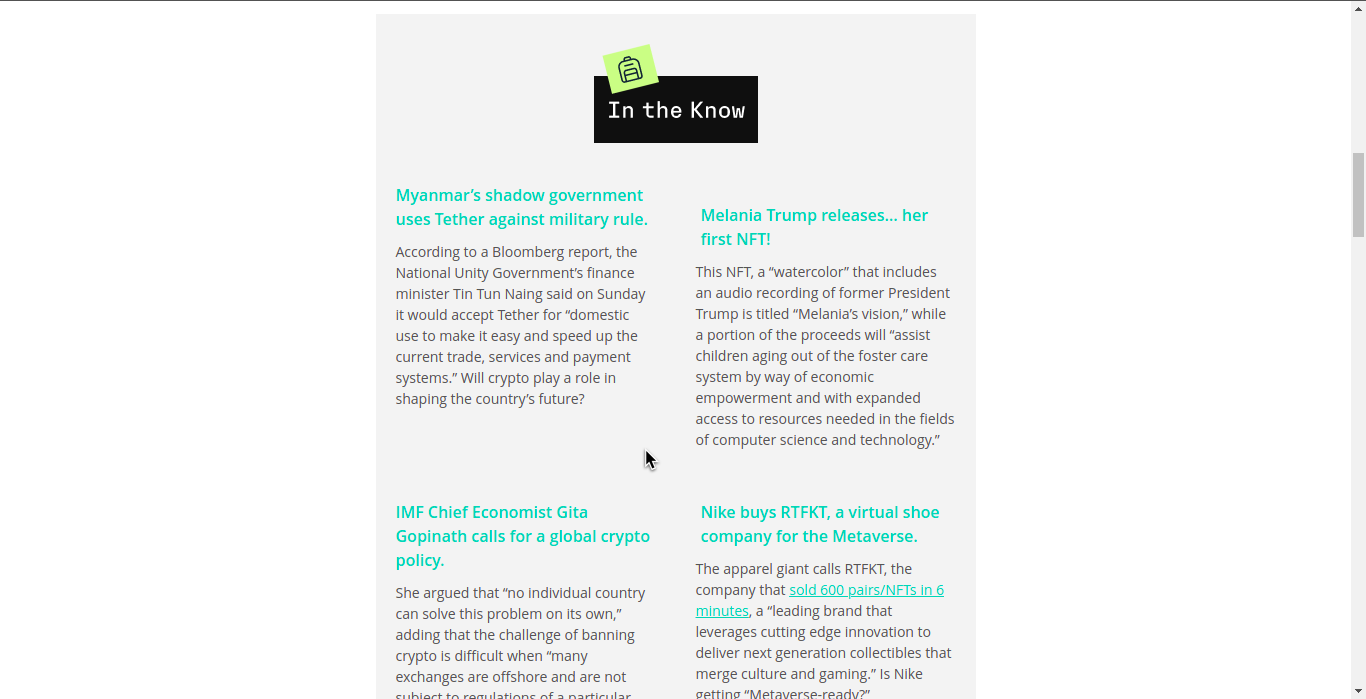 In the Know
Myanmar’s shadow government
uses Tether against military rule.
According to a Bloomberg report, the
National Unity Government’s finance
minister Tin Tun Naing said on Sunday
it would accept Tether for “domestic
use to make it easy and speed up the
current trade, services and payment
systems.” Will crypto play a role in
shaping the country’s future?
Melania Trump releases... her
first NFT!
This NFT, a “watercolor” that includes
an audio recording of former President
Trump is titled “Melania’s vision,” while
a portion of the proceeds will “assist
children aging out of the foster care
system by way of economic
empowerment and with expanded
access to resources needed in the fields
of computer science and technology.”
IMF Chief Economist Gita
Gopinath calls for a global crypto
policy.
She argued that “no individual country
can solve this problem on its own,”
adding that the challenge of banning
crypto is difficult when “many
exchanges are offshore and are not
subject to regulations of a particular
Nike buys RTFKT, a virtual shoe
company for the Metaverse.
The apparel giant calls RTFKT, the
company that sold 600 pairs/NFTs in 6
minutes, a “leading brand that
leverages cutting edge innovation to
deliver next generation collectibles that
merge culture and gaming.” Is Nike
getting “Metaverse-ready?”